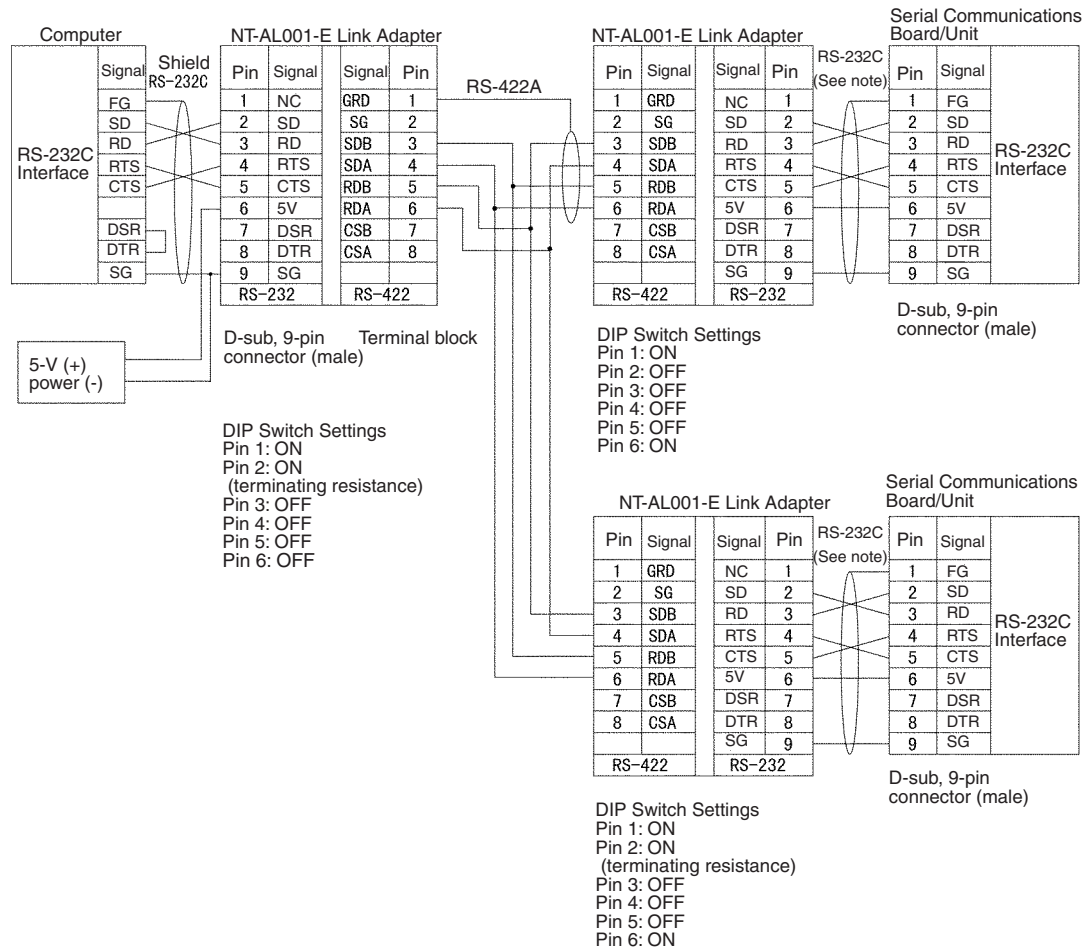 Computer
Shield
RS-232C
RS-232C
Interface
Signal
FG
SD
RD
RTS
CTS
DSR
DTR
SG
5-V (+)
power (-)
NT-AL001-E Link Adapter
Pin Signal Signal Pin
1 NC GRD 1
2 SD SG 2
3 RD SDB 3
4 RTS SDA 4
5 CTS RDB 5
6 5V RDA 6
7 DSR CSB 7
8 DTR CSA 8
9 SG
RS-232 RS-422
D-sub, 9-pin
connector (male)
Terminal block
DIP Switch Settings
Pin 1: ON
Pin 2: ON
(terminating resistance)
Pin 3: OFF
Pin 4: OFF
Pin 5: OFF
Pin 6: OFF
RS-422A
NT-AL001-E Link Adapter
Pin Signal Signal Pin
1 GRD NC 1
2 SG SD 2
3 SDB RD 3
4 SDA RTS 4
5 RDB CTS 5
6 RDA 5V 6
7 CSB DSR 7
8 CSA DTR 8
SG 9
RS-422 RS-232
DIP Switch Settings
Pin 1: ON
Pin 2: OFF
Pin 3: OFF
Pin 4: OFF
Pin 5: OFF
Pin 6: ON
RS-232C
(See note)
Serial Communications
Board/Unit
Pin Signal
1 FG
2 SD
3 RD
4 RTS
5 CTS
6 5V
7 DSR
8 DTR
9 SG
RS-232C
Interface
D-sub, 9-pin
connector (male)
NT-AL001-E Link Adapter
Pin Signal Signal Pin
1 GRD NC 1
2 SG SD 2
3 SDB RD 3
4 SDA RTS 4
5 RDB CTS 5
6 RDA 5V 6
7 CSB DSR 7
8 CSA DTR 8
SG 9
RS-422 RS-232
DIP Switch Settings
Pin 1: ON
Pin 2: ON
(terminating resistance)
Pin 3: OFF
Pin 4: OFF
Pin 5: OFF
Pin 6: ON
RS-232C
(See note)
Serial Communications
Board/Unit
Pin Signal
1 FG
2 SD
3 RD
4 RTS
5 CTS
6 5V
7 DSR
8 DTR
9 SG
RS-232C
Interface
D-sub, 9-pin
connector (male)